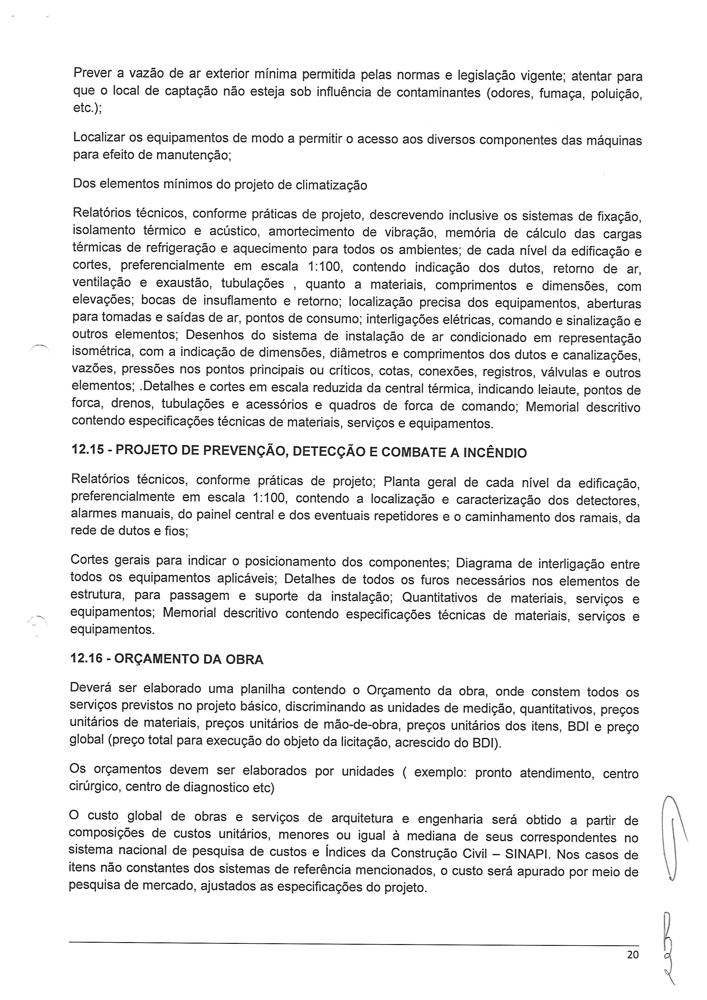 Prever a vazão de ar exterior mínima permitida pelas normas e legislação vigente; atentar para
que o local de captação não esteja sob influência de contaminantes (odores, fumaça, poluição,
etc.);
Localizar os equipamentos de modo a permitir o acesso aos diversos componentes das máquinas
para efeito de manutenção;
Dos elementos mínimos do projeto de climatização
Relatórios técnicos, conforme práticas de projeto, descrevendo inclusive os sistemas de fixação,
isolamento térmico e acústico, amortecimento de vibração, memória de cálculo das cargas
térmicas de refrigeração e aquecimento para todos os ambientes; de cada nível da edificação e
cortes, preferencialmente em escala 1:100, contendo indicação dos dutos, retorno de ar,
ventilação e exaustão, tubulações , quanto a materiais, comprimentos e dimensões, com
elevações; bocas de insuflamento e retorno; localização precisa dos equipamentos, aberturas
para tomadas e saídas de ar, pontos de consumo; interligações elétricas, comando e sinalização e
outros elementos; Desenhos do sistema de instalação de ar condicionado em representação
isométrica, com a indicação de dimensões, diâmetros e comprimentos dos dutos e canalizações,
vazões, pressões nos pontos principais ou críticos, cotas, conexões, registros, válvulas e outros
elementos; .Detalhes e cortes em escala reduzida da central térmica, indicando leiaute, pontos de
forca, drenos, tubulações e acessórios e quadros de forca de comando; Memorial descritivo
contendo especificações técnicas de materiais, serviços e equipamentos.
12.15 - PROJETO DE PREVENÇÃO, DETECÇÃO E COMBATE A INCÊNDIO
Relatórios técnicos, conforme práticas de projeto; Planta geral de cada nível da edificação,
preferencialmente em escala 1:100, contendo a localização e caracterização dos detectores,
alarmes manuais, do painel central e dos eventuais repetidores e o caminhamento dos ramais, da
rede de dutos e fios;
Cortes gerais para indicar o posicionamento dos componentes; Diagrama de interligação entre
todos os equipamentos aplicáveis; Detalhes de todos os furos necessários nos elementos de
estrutura, para passagem e suporte da instalação; Quantitativos de materiais, serviços e
equipamentos; Memorial descritivo contendo especificações técnicas de materiais, serviços e
equipamentos.
12.16 - ORÇAMENTO DA OBRA
Deverá ser elaborado uma planilha contendo o Orçamento da obra, onde constem todos os
serviços previstos no projeto básico, discriminando as unidades de medição, quantitativos, preços
unitários de materiais, preços unitários de mão-de-obra, preços unitários dos itens, BDI e preço
global (preço total para execução do objeto da licitação, acrescido do BDI).
Os orçamentos devem ser elaborados por unidades ( exemplo: pronto atendimento, centro
cirúrgico, centro de diagnostico etc)
O custo global de obras e serviços de arquitetura e engenharia será obtido a partir de
composições de custos unitários, menores ou igual à mediana de seus correspondentes no
sistema nacional de pesquisa de custos e Índices da Construção Civil – SINAPI. Nos casos de
itens não constantes dos sistemas de referência mencionados, o custo será apurado por meio de
pesquisa de mercado, ajustados as especificações do projeto.
20